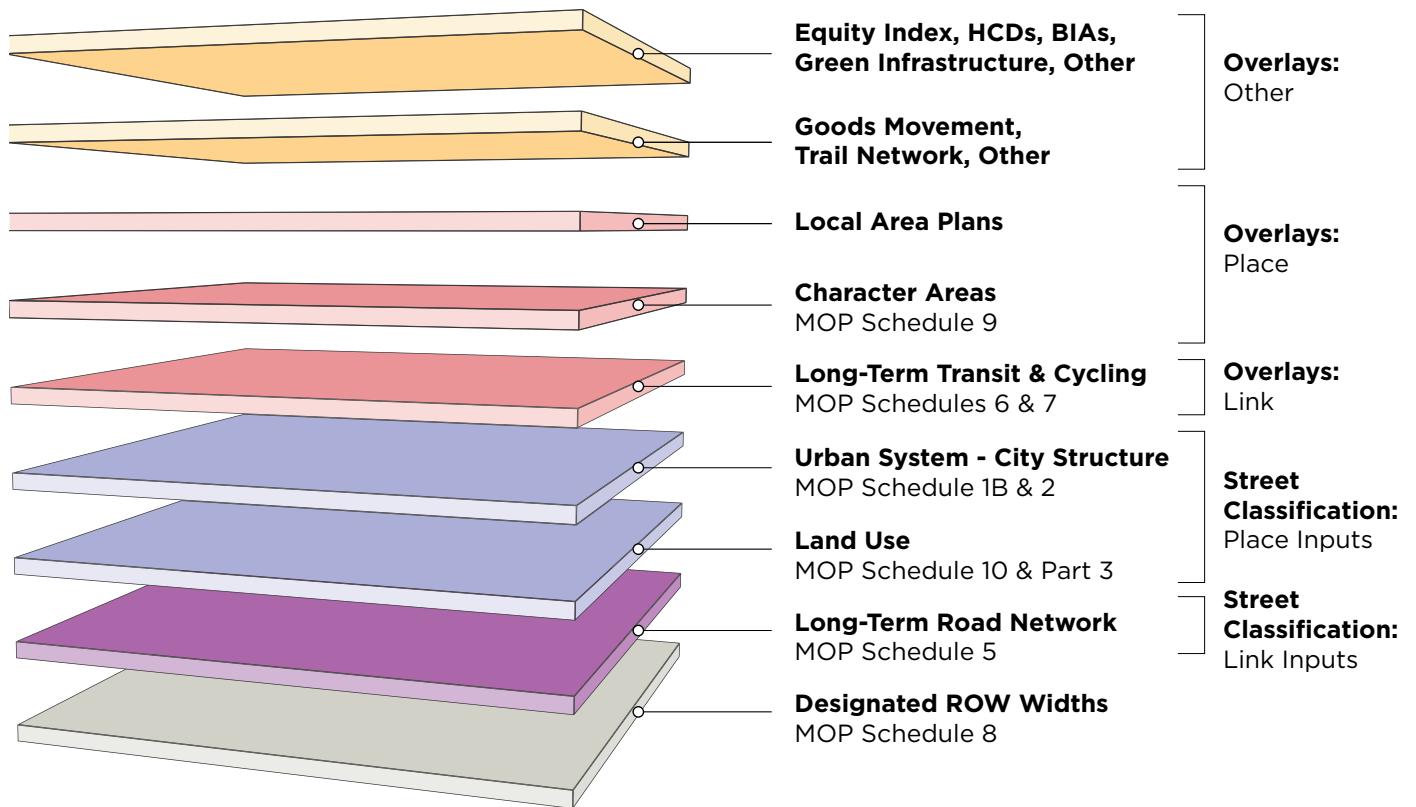 Equity Index, HCDs, BIAs,
Green Infrastructure, Other
Overlays:
Other
Goods Movement,
Trail Network, Other
Local Area Plans
Overlays:
Place
Character Areas
MOP Schedule 9
Long-Term Transit & Cycling
MOP Schedules 6 & 7
Overlays:
Link
Urban System - City Structure
MOP Schedule 1B & 2
Street
Classification:
Place Inputs
Land Use
MOP Schedule 10 & Part 3
Long-Term Road Network
MOP Schedule 5
Street
Classification:
Link Inputs
Designated ROW Widths
MOP Schedule 8